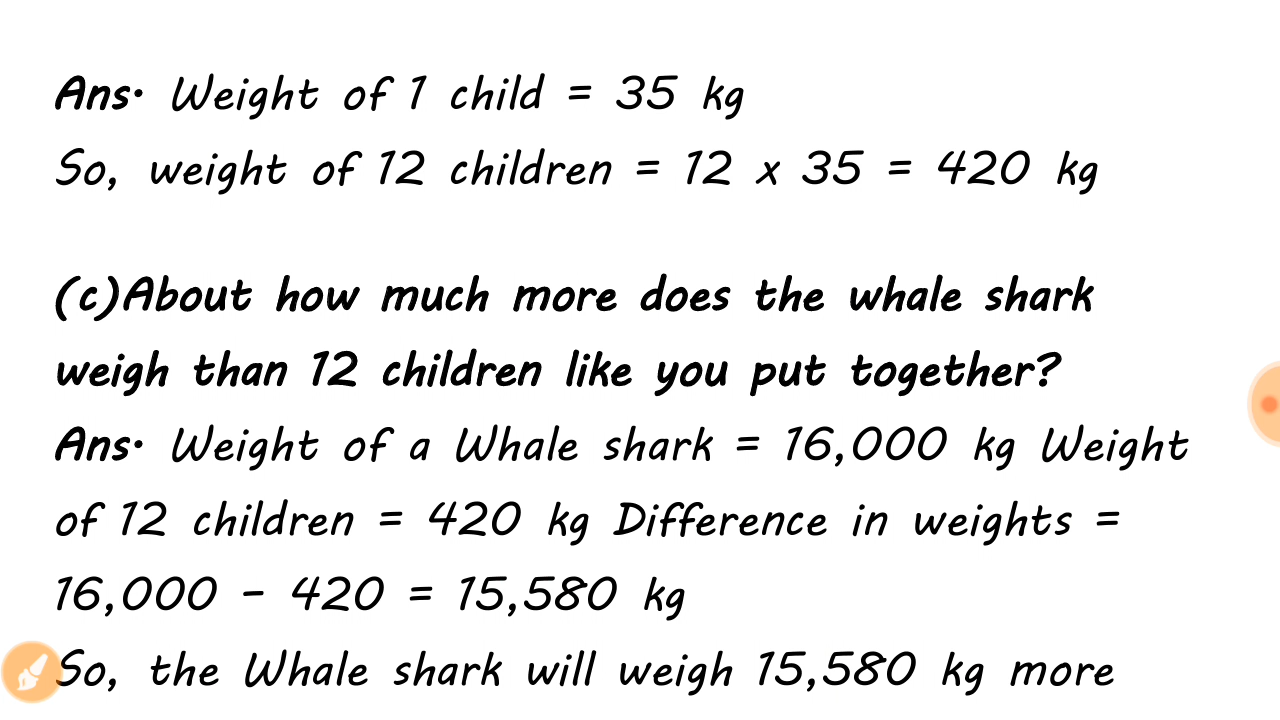 Ans. Weight of 1 child = 35 kg
So, weight of 12 children = 12 x 35 = 420 kg
(c)About how much more does the whale shark
weigh than 12 children like you put together?
Ans. Weight of a Whale shark = 16,000 kg Weight
of 12 children = 420 kg Difference in weights =
16,000 – 420 = 15,580 kg
So, the Whale shark will weigh 15,580 kg more